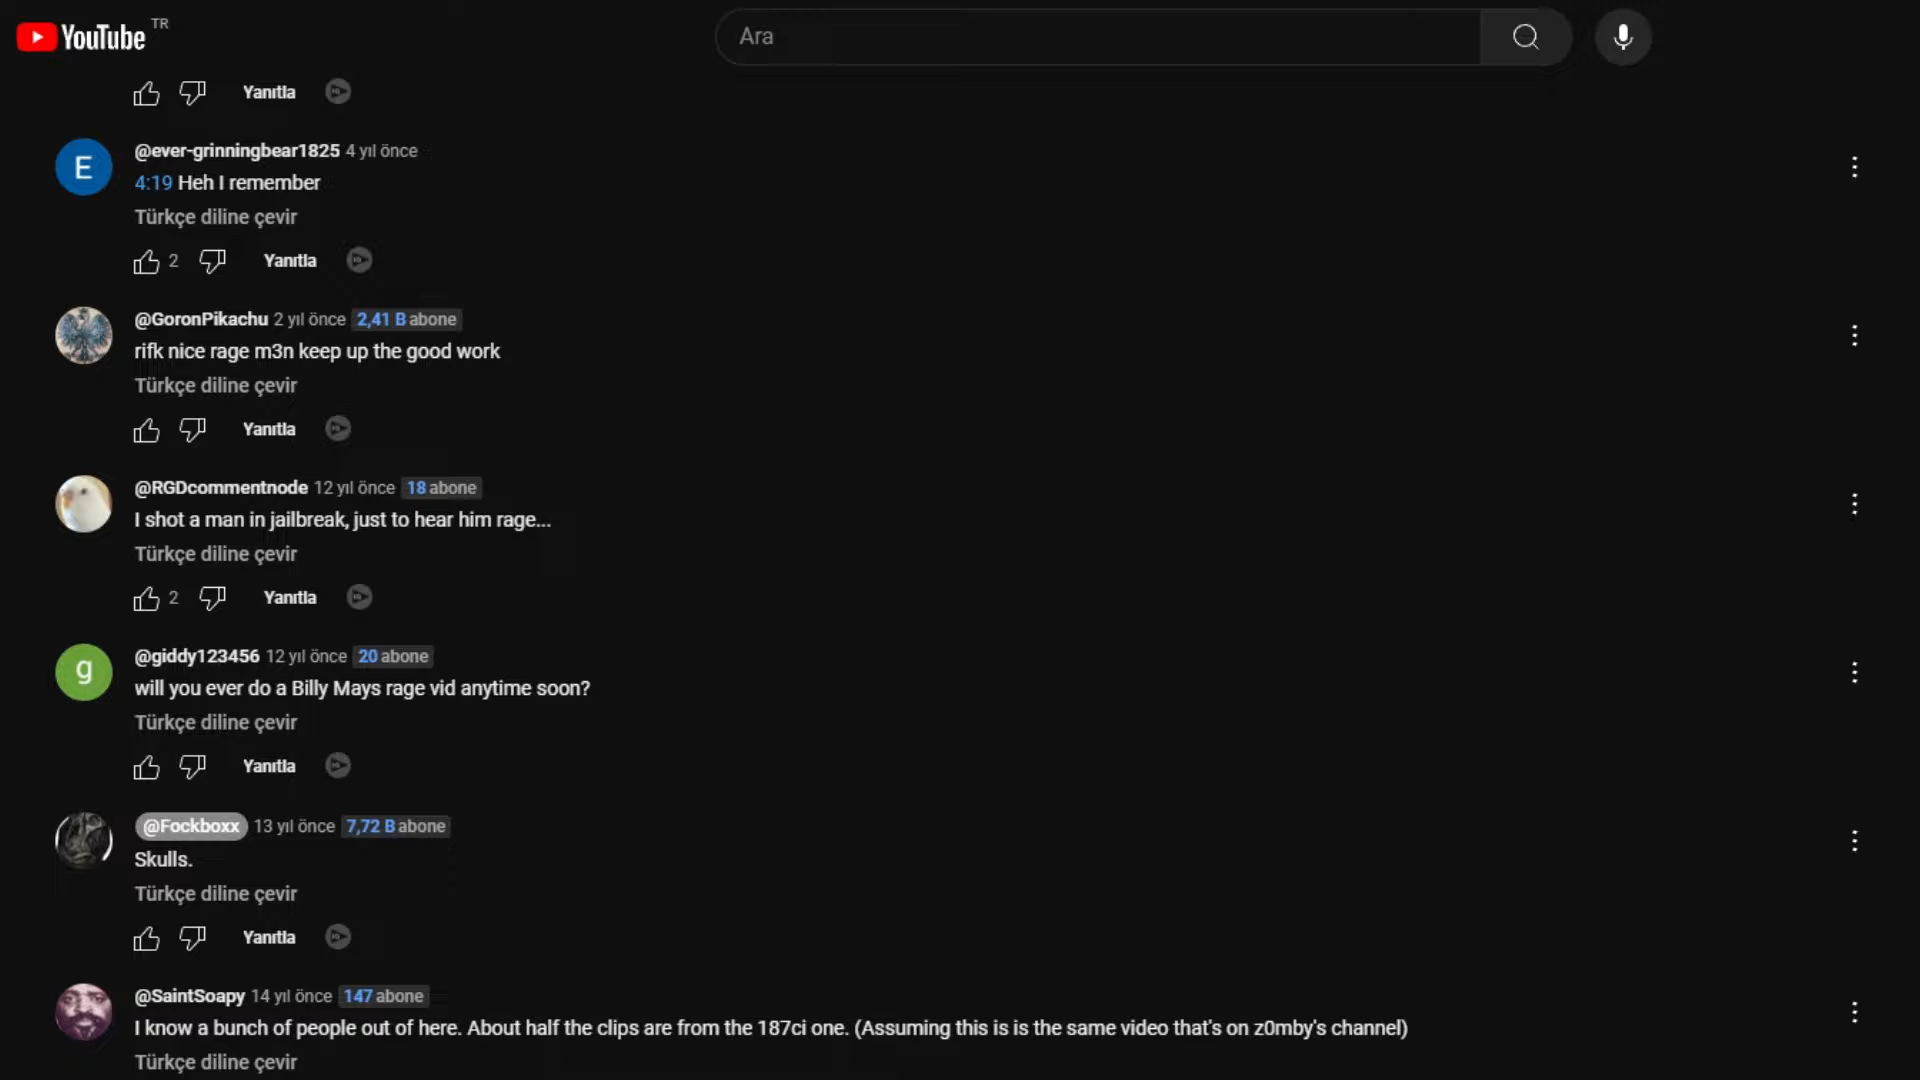 YouTube TR
Ara
Yanıtla
E
@ever-grinningbear1825 4 yıl önce
4:19 Heh I remember
Türkçe diline çevir
2 Yanıtla
@GoronPikachu 2 yıl önce 2,41 B abone
rifk nice rage m3n keep up the good work
Türkçe diline çevir
Yanıtla
@RGDcommentnode 12 yıl önce 18 abone
I shot a man in jailbreak, just to hear him rage...
Türkçe diline çevir
2 Yanıtla
g
@giddy123456 12 yıl önce 20 abone
will you ever do a Billy Mays rage vid anytime soon?
Türkçe diline çevir
Yanıtla
@Fockboxx 13 yıl önce 7,72 B abone
Skulls.
Türkçe diline çevir
Yanıtla
@SaintSoapy 14 yıl önce 147 abone
I know a bunch of people out of here. About half the clips are from the 187ci one. (Assuming this is is the same video that's on z0mby's channel)
Türkçe diline çevir